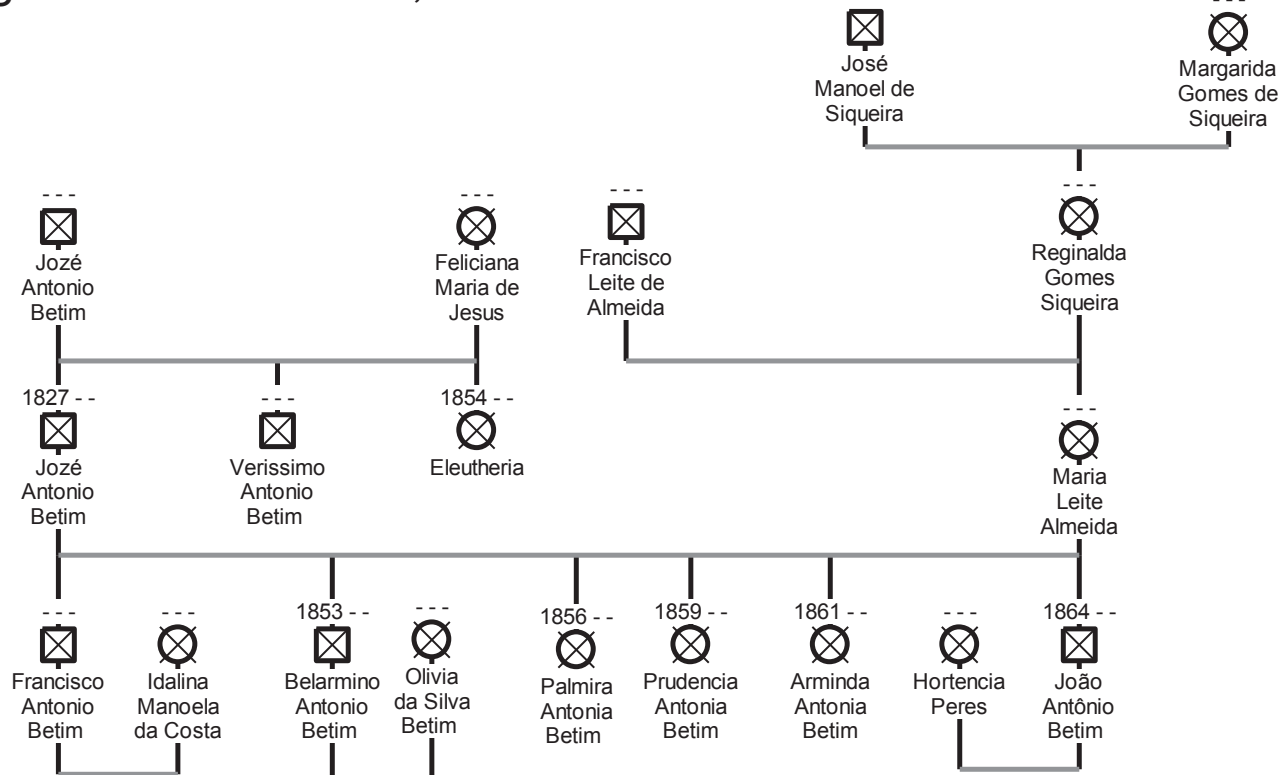 José
Manoel de
Siqueira
- - -
Margarida
Gomes de
Siqueira
- - -
Jozé
Antonio
Betim
- - -
Feliciana
Maria de
Jesus
- - -
Francisco
Leite de
Almeida
- - -
Reginalda
Gomes
Siqueira
1827 - -
Jozé
Antonio
Betim
- - -
Verissimo
Antonio
Betim
1854 - -
Eleutheria
- - -
Maria
Leite
Almeida
- - -
Francisco
Antonio
Betim
- - -
Idalina
Manoela
da Costa
1853 - -
Belarmino
Antonio
Betim
- - -
Olivia
da Silva
Betim
1856 - -
Palmira
Antonia
Betim
1859 - -
Prudencia
Antonia
Betim
1861 - -
Arminda
Antonia
Betim
- - -
Hortencia
Peres
1864 - -
João
Antônio
Betim